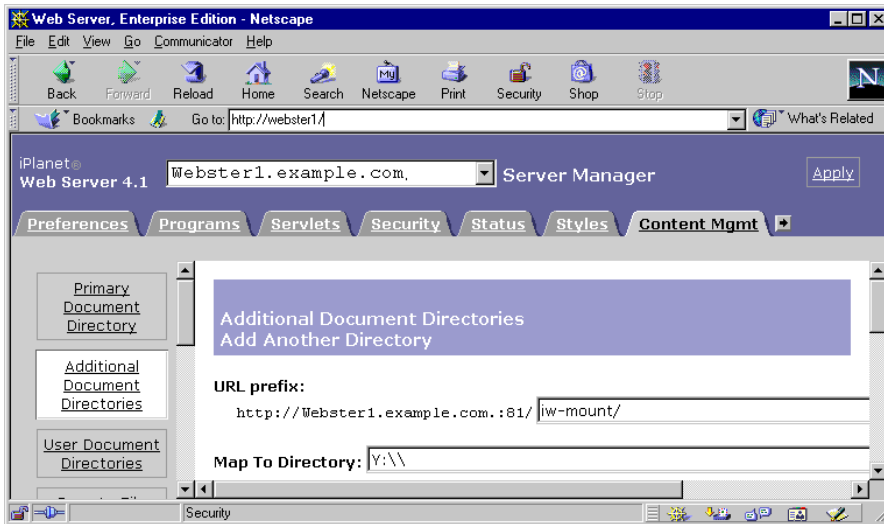 Web Server, Enterprise Edition - Netscape
File Edit View Go Communicator Help
Back Forward Reload Home Search Netscape Print Security Shop Stop
My
N
Bookmarks Go to: http://webster1/ What's Related
iPlanet®
Web Server 4.1
Webster1.example.com.
Server Manager
Apply
Preferences Programs Servlets Security Status Styles Content Mgmt
Primary
Document
Directory
Additional
Document
Directories
User Document
Directories
Additional Document Directories
Add Another Directory
URL prefix:
http://Webster1.example.com.:81/ iw-mount/
Map To Directory: Y:\\
Security